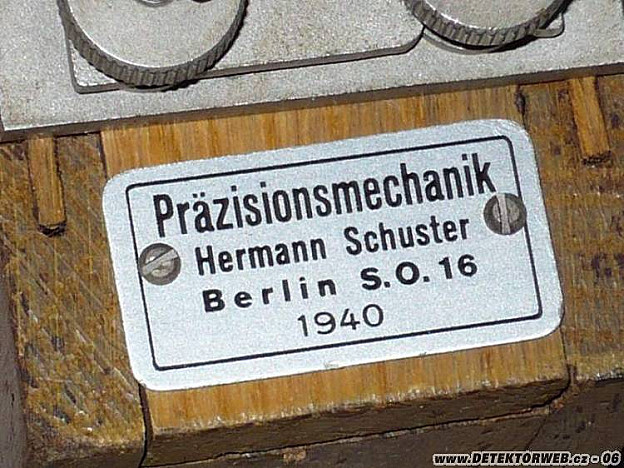 Präzisionsmechanik
Hermann Schuster
Berlin S.O. 16
1940
www.DETEKTORWEB.cz - 06